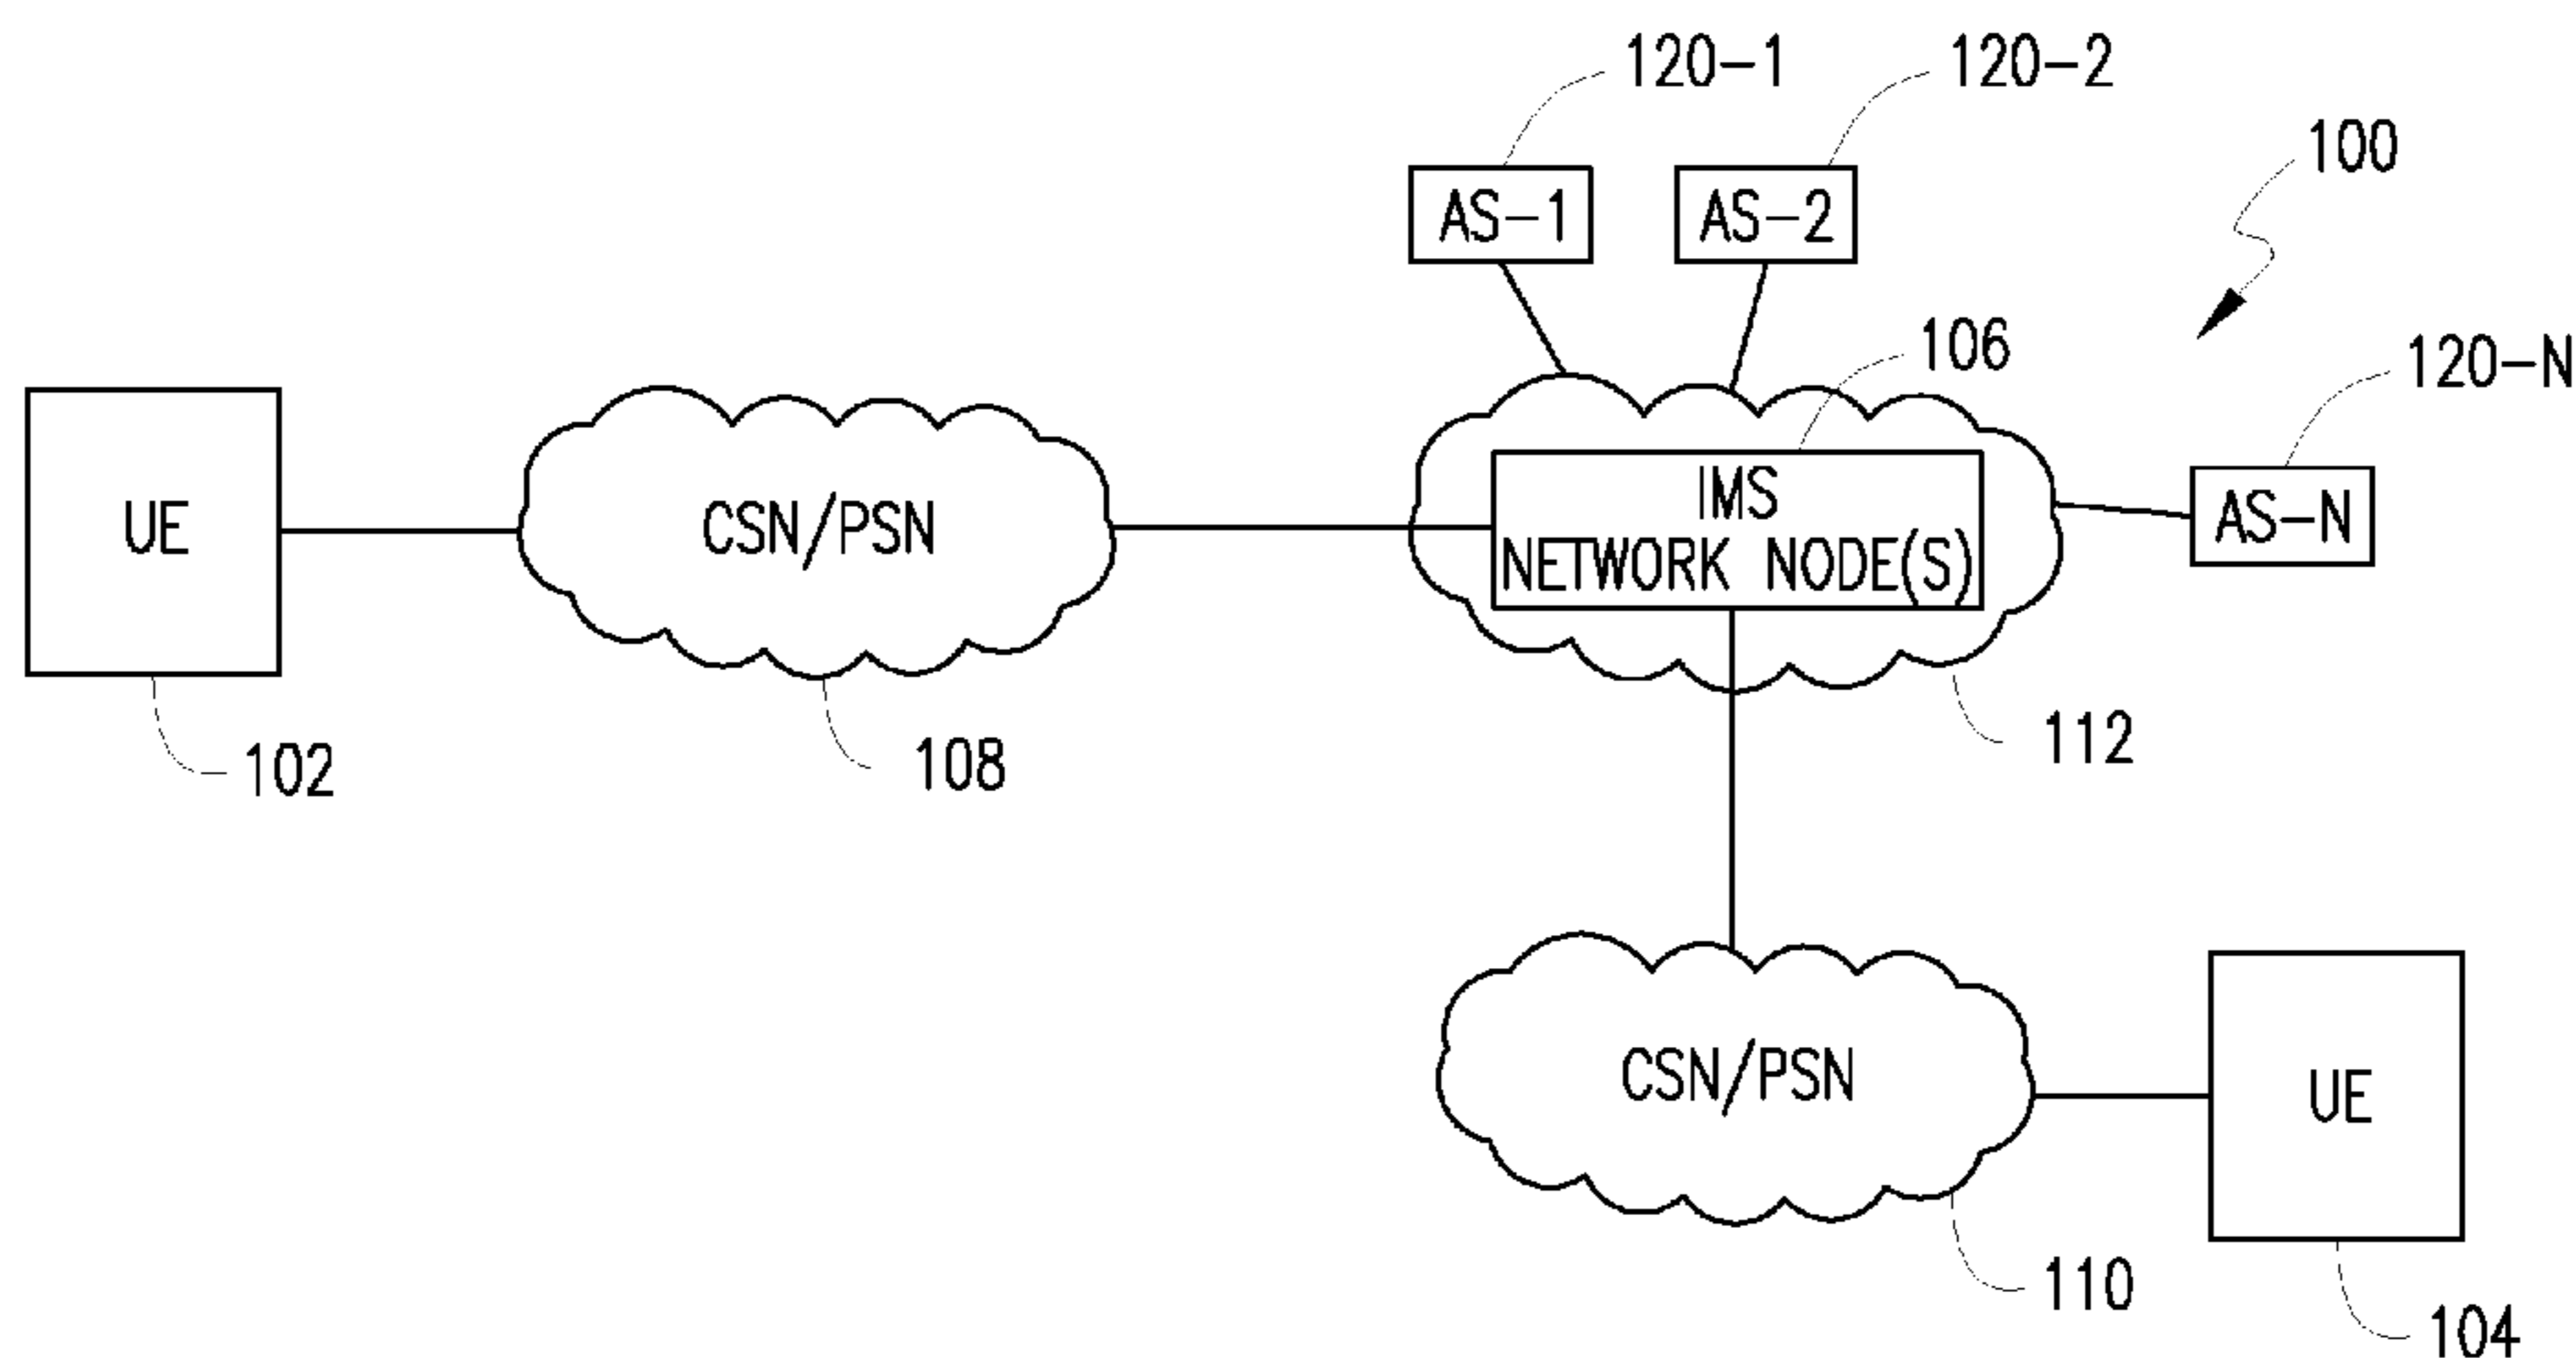 120-1
120-2
100
AS-1
AS-2
106
120-N
UE
CSN/PSN
IMS
NETWORK NODE(S)
AS-N
102
108
112
CSN/PSN
UE
110
104